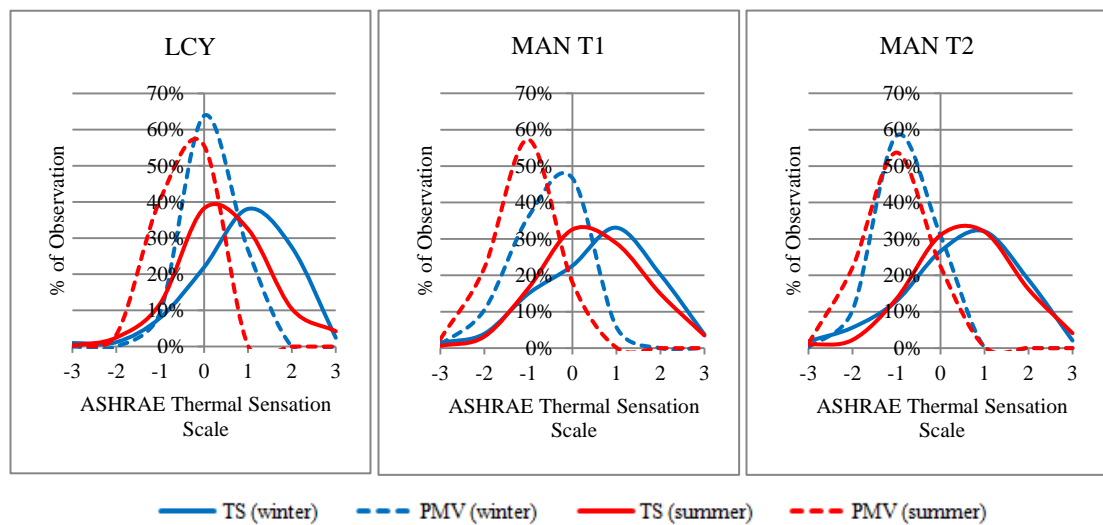 LCY
70%
60%
50%
40%
30%
20%
10%
0%
-3 -2 -1 0 1 2 3
% of Observation
ASHRAE Thermal Sensation
Scale
MAN T1
70%
60%
50%
40%
30%
20%
10%
0%
-3 -2 -1 0 1 2 3
% of Observation
ASHRAE Thermal Sensation
Scale
MAN T2
70%
60%
50%
40%
30%
20%
10%
0%
-3 -2 -1 0 1 2 3
% of Observation
ASHRAE Thermal Sensation
Scale
TS (winter) PMV (winter) TS (summer) PMV (summer)